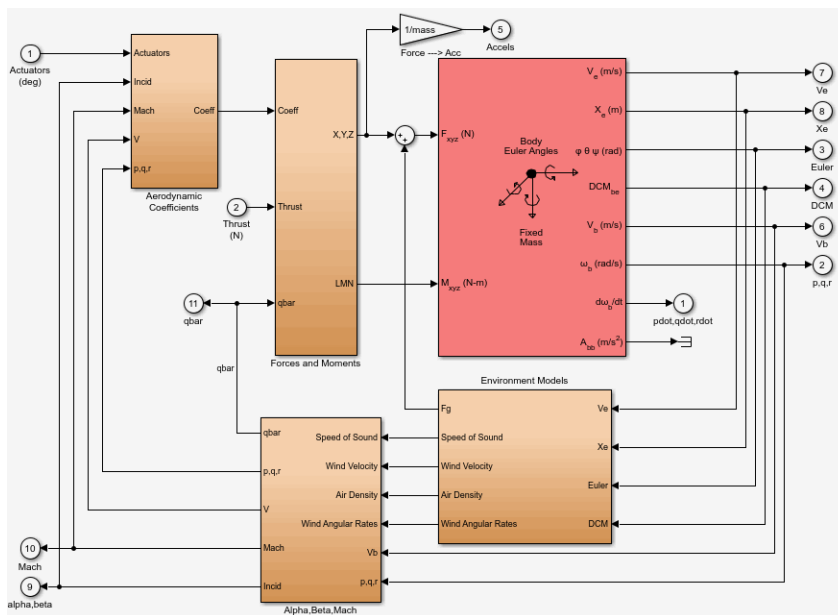 1
Actuators
(deg)
Actuators
Incid
Mach
V
p,q,r
Coeff
Aerodynamic
Coefficients
2
Thrust
(N)
Coeff
Thrust
qbar
X,Y,Z
LMN
Forces and Moments
1/mass
Force ---> Acc
5
Accels
+
+
F_xyz (N)
M_xyz (N-m)
Body
Euler Angles
Fixed
Mass
V_e (m/s)
X_e (m)
φ θ ψ (rad)
DCM_be
V_b (m/s)
ω_b (rad/s)
dω_b/dt
A_bb (m/s²)
7
Ve
8
Xe
3
Euler
4
DCM
6
Vb
2
p,q,r
1
pdot,qdot,rdot
11
qbar
qbar
Environment Models
Fg
Speed of Sound
Wind Velocity
Air Density
Wind Angular Rates
Ve
Xe
Euler
DCM
qbar
p,q,r
V
Mach
Incid
Speed of Sound
Wind Velocity
Air Density
Wind Angular Rates
Vb
p,q,r
Alpha,Beta,Mach
10
Mach
9
alpha,beta